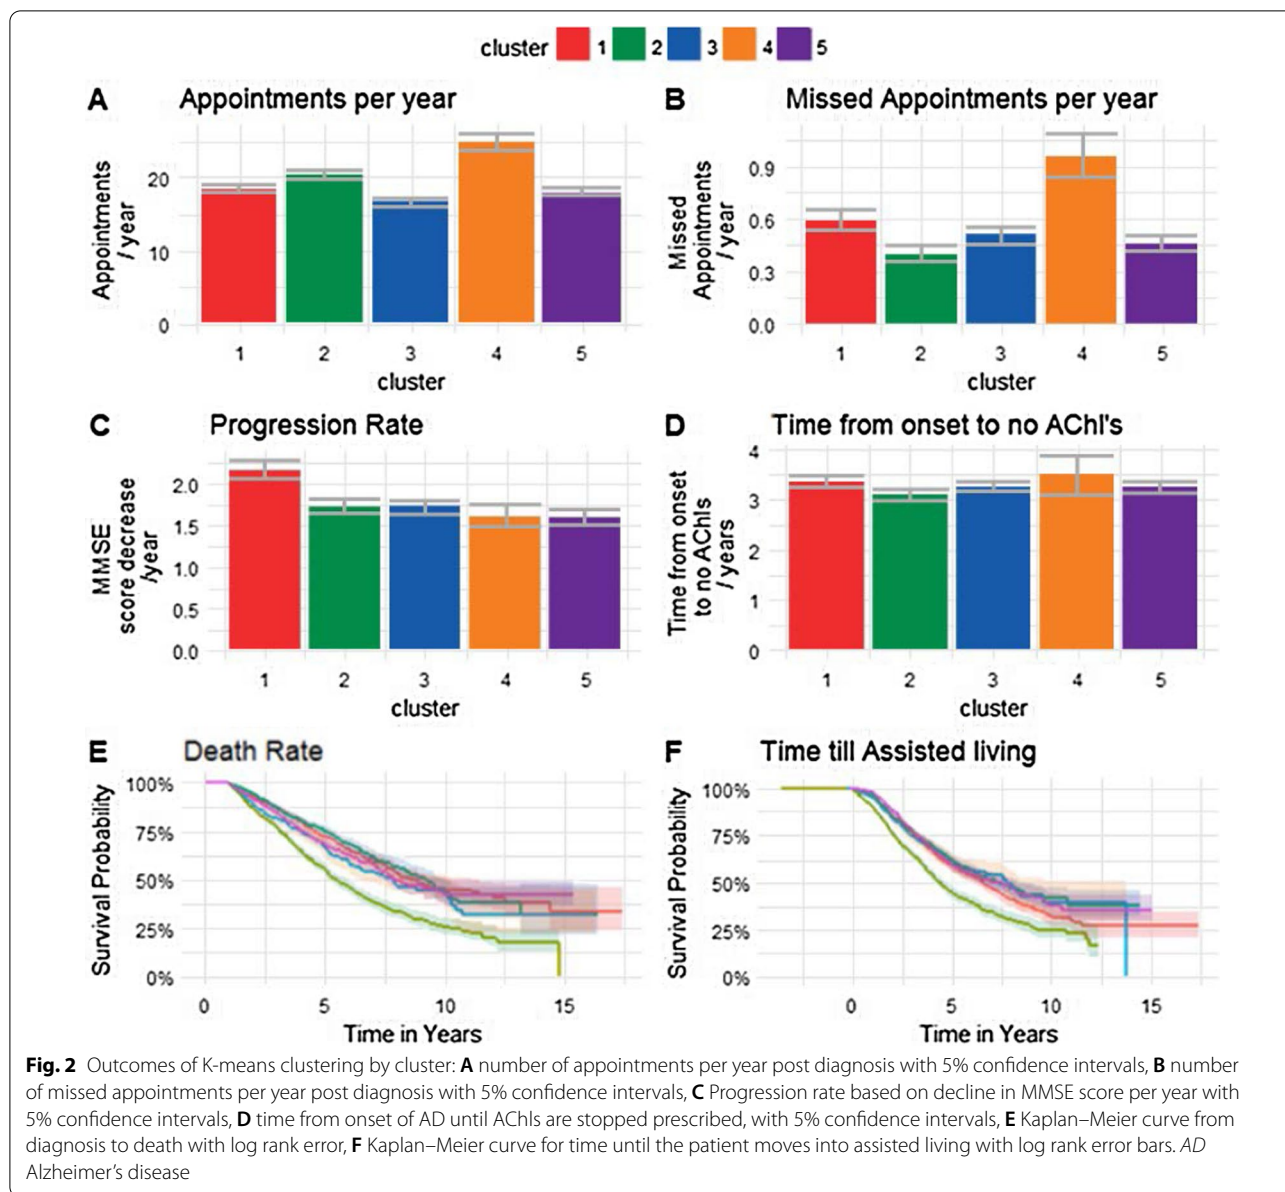 cluster 1 2 3 4 5
A Appointments per year
Appointments
/ year
20
10
0
1 2 3 4 5
cluster
B Missed Appointments per year
Missed
Appointments
/ year
0.9
0.6
0.3
0.0
1 2 3 4 5
cluster
C Progression Rate
MMSE
score decrease
/year
2.0
1.5
1.0
0.5
0.0
1 2 3 4 5
cluster
D Time from onset to no AChI's
Time from onset
to no AChIs
/ years
4
3
2
1
0
1 2 3 4 5
cluster
E Death Rate
Survival Probability
100%
75%
50%
25%
0%
0 5 10 15
Time in Years
F Time till Assisted living
Survival Probability
100%
75%
50%
25%
0%
0 5 10 15
Time in Years
Fig. 2 Outcomes of K-means clustering by cluster: A number of appointments per year post diagnosis with 5% confidence intervals, B number
of missed appointments per year post diagnosis with 5% confidence intervals, C Progression rate based on decline in MMSE score per year with
5% confidence intervals, D time from onset of AD until AChIs are stopped prescribed, with 5% confidence intervals, E Kaplan–Meier curve from
diagnosis to death with log rank error, F Kaplan–Meier curve for time until the patient moves into assisted living with log rank error bars. AD
Alzheimer's disease